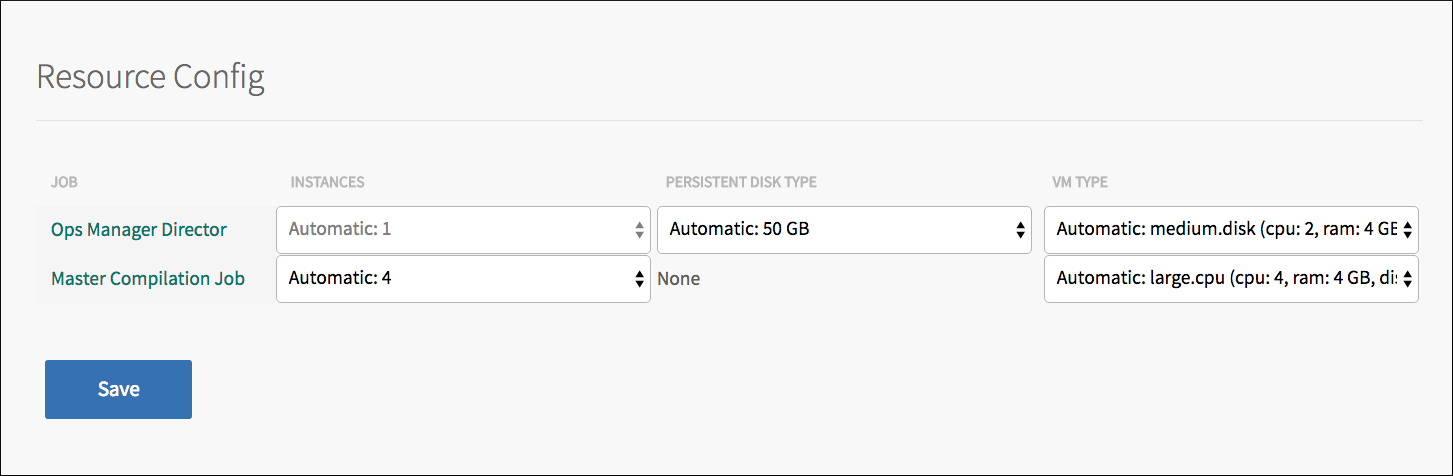 Resource Config
JOB INSTANCES PERSISTENT DISK TYPE VM TYPE
Ops Manager Director Automatic: 1 Automatic: 50 GB Automatic: medium.disk (cpu: 2, ram: 4 GB
Master Compilation Job Automatic: 4 None Automatic: large.cpu (cpu: 4, ram: 4 GB, dis
Save